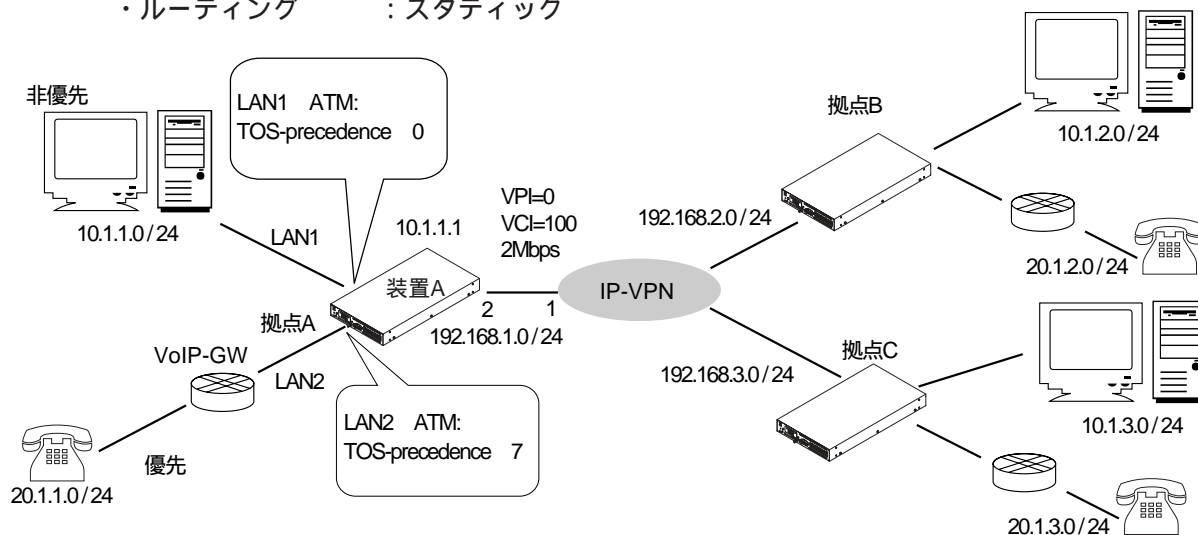 ・ルーティング　　　：スタティック
非優先
LAN1 ATM:
TOS-precedence 0
10.1.1.0 / 24
LAN1
10.1.1.1
VPI=0
VCI=100
2Mbps
装置A
2
1
192.168.1.0 / 24
IP-VPN
拠点A
VoIP-GW
LAN2
LAN2 ATM:
TOS-precedence 7
優先
20.1.1.0 / 24
拠点B
192.168.2.0 / 24
10.1.2.0 / 24
20.1.2.0 / 24
拠点C
192.168.3.0 / 24
10.1.3.0 / 24
20.1.3.0 / 24